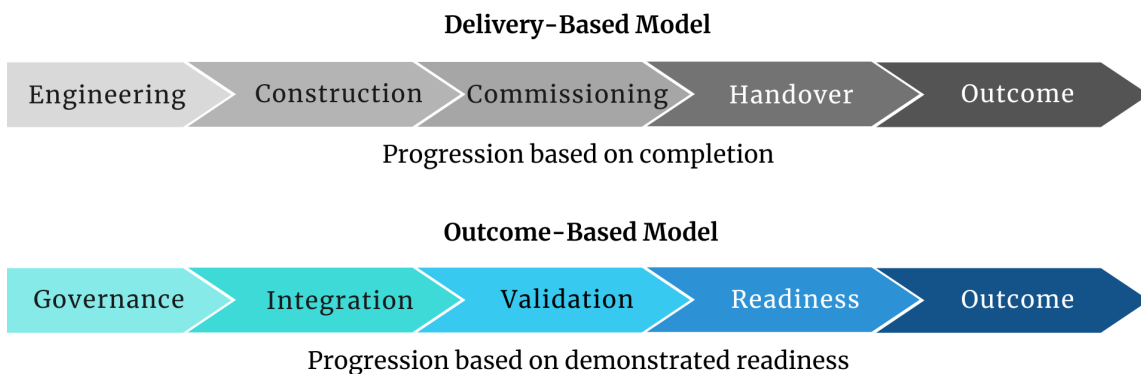 Delivery-Based Model
Engineering Construction Commissioning Handover Outcome
Progression based on completion
Outcome-Based Model
Governance Integration Validation Readiness Outcome
Progression based on demonstrated readiness